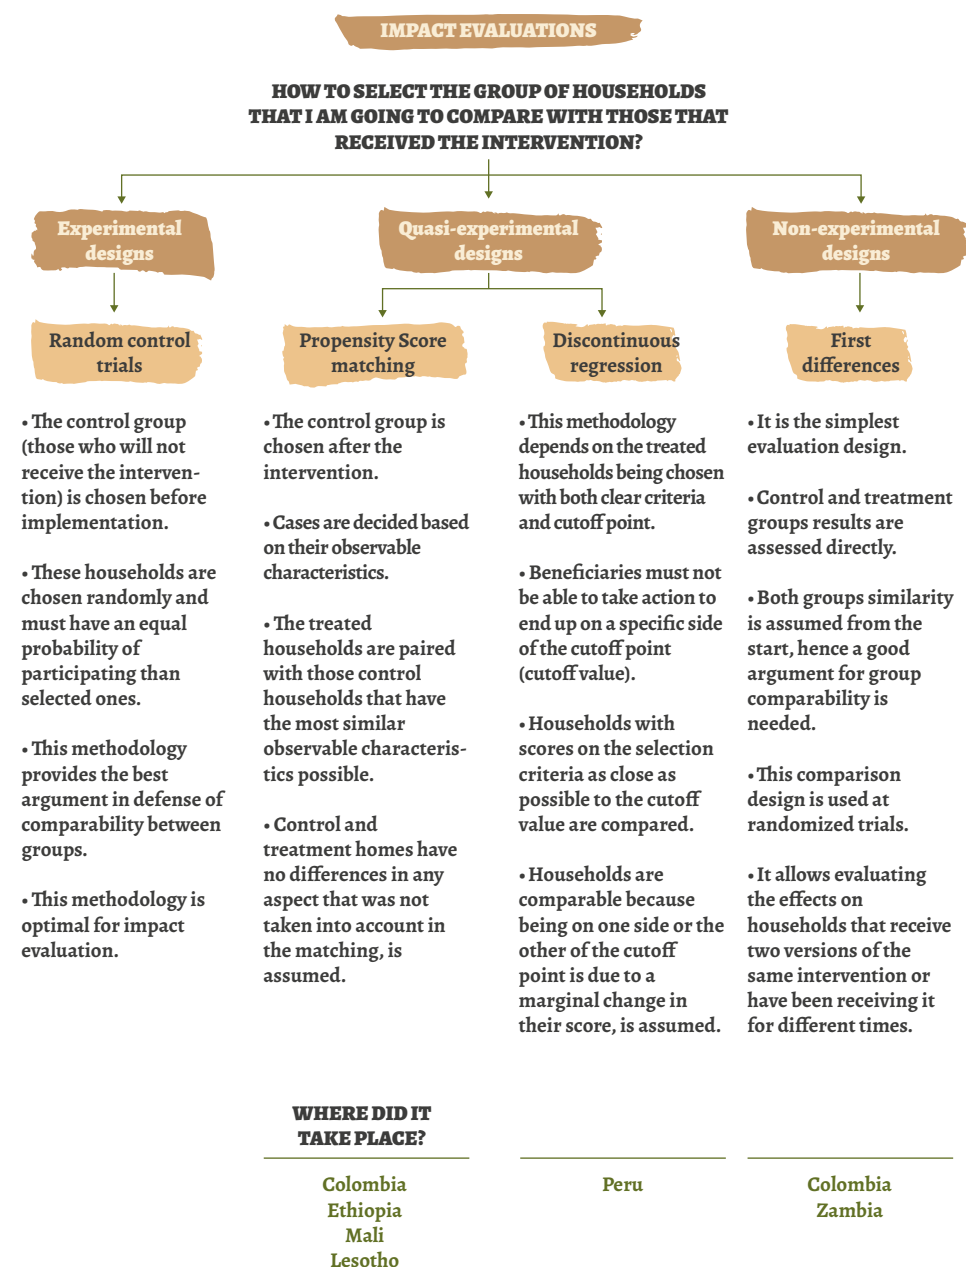 IMPACT EVALUATIONS
HOW TO SELECT THE GROUP OF HOUSEHOLDS
THAT I AM GOING TO COMPARE WITH THOSE THAT
RECEIVED THE INTERVENTION?
Experimental
designs
Random control
trials
• The control group
(those who will not
receive the interven-
tion) is chosen before
implementation.
• These households are
chosen randomly and
must have an equal
probability of
participating than
selected ones.
• This methodology
provides the best
argument in defense of
comparability between
groups.
• This methodology is
optimal for impact
evaluation.
Quasi-experimental
designs
Propensity Score
matching
• The control group is
chosen after the
intervention.
• Cases are decided based
on their observable
characteristics.
• The treated
households are paired
with those control
households that have
the most similar
observable characteris-
tics possible.
• Control and
treatment homes have
no differences in any
aspect that was not
taken into account in
the matching, is
assumed.
Discontinuous
regression
• This methodology
depends on the treated
households being chosen
with both clear criteria
and cutoff point.
• Beneficiaries must not
be able to take action to
end up on a specific side
of the cutoff point
(cutoff value).
• Households with
scores on the selection
criteria as close as
possible to the cutoff
value are compared.
• Households are
comparable because
being on one side or the
other of the cutoff
point is due to a
marginal change in
their score, is assumed.
Non-experimental
designs
First
differences
• It is the simplest
evaluation design.
• Control and treatment
groups results are
assessed directly.
• Both groups similarity
is assumed from the
start, hence a good
argument for group
comparability is
needed.
• This comparison
design is used at
randomized trials.
• It allows evaluating
the effects on
households that receive
two versions of the
same intervention or
have been receiving it
for different times.
WHERE DID IT
TAKE PLACE?
Colombia
Ethiopia
Mali
Lesotho
Peru
Colombia
Zambia